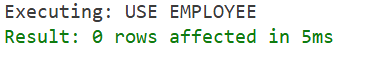 Executing: USE EMPLOYEE
Result: 0 rows affected in 5ms